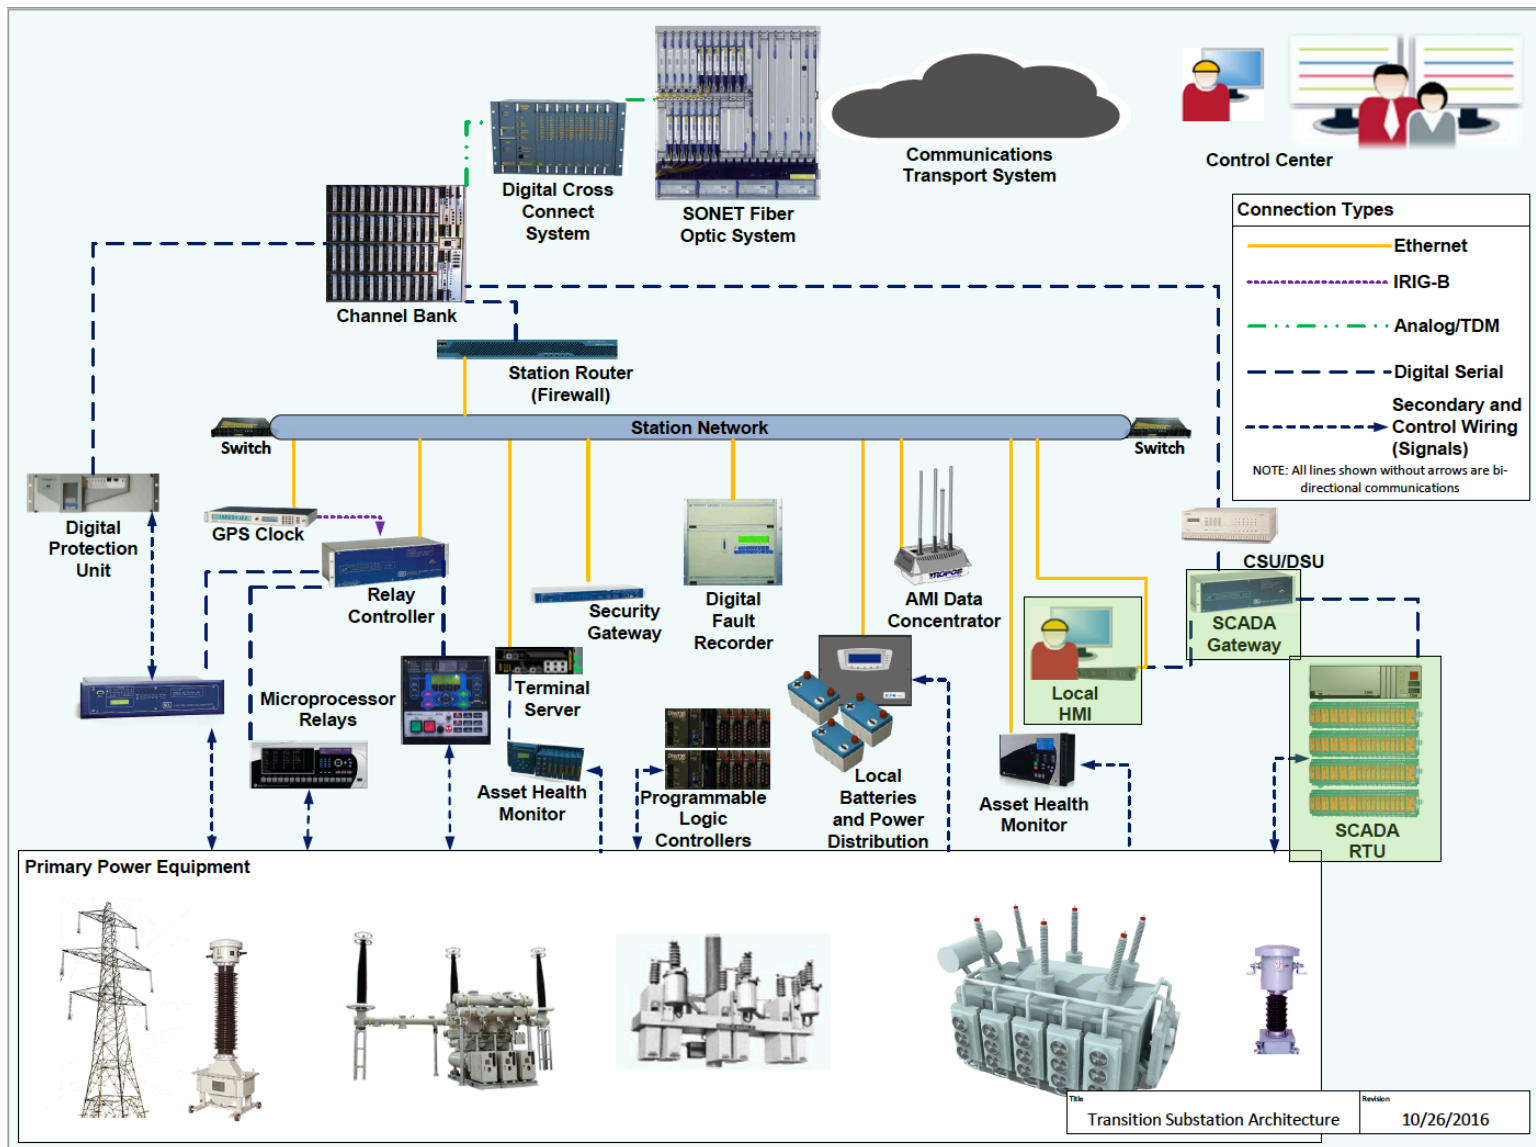 Communications
Transport System
Control Center
Digital Cross
Connect
System
SONET Fiber
Optic System
Channel Bank
Connection Types
Ethernet
IRIG-B
Analog/TDM
Digital Serial
Secondary and
Control Wiring
(Signals)
NOTE: All lines shown without arrows are bi-
directional communications
Station Router
(Firewall)
Station Network
Switch
Switch
Digital
Protection
Unit
GPS Clock
Relay
Controller
Security
Gateway
Digital
Fault
Recorder
TROPOS
AMI Data
Concentrator
CSU/DSU
SCADA
Gateway
Local
HMI
Microprocessor
Relays
Terminal
Server
Asset Health
Monitor
Programmable
Logic
Controllers
Local
Batteries
and Power
Distribution
Asset Health
Monitor
SCADA
RTU
Primary Power Equipment
Title
Transition Substation Architecture
Revision
10/26/2016